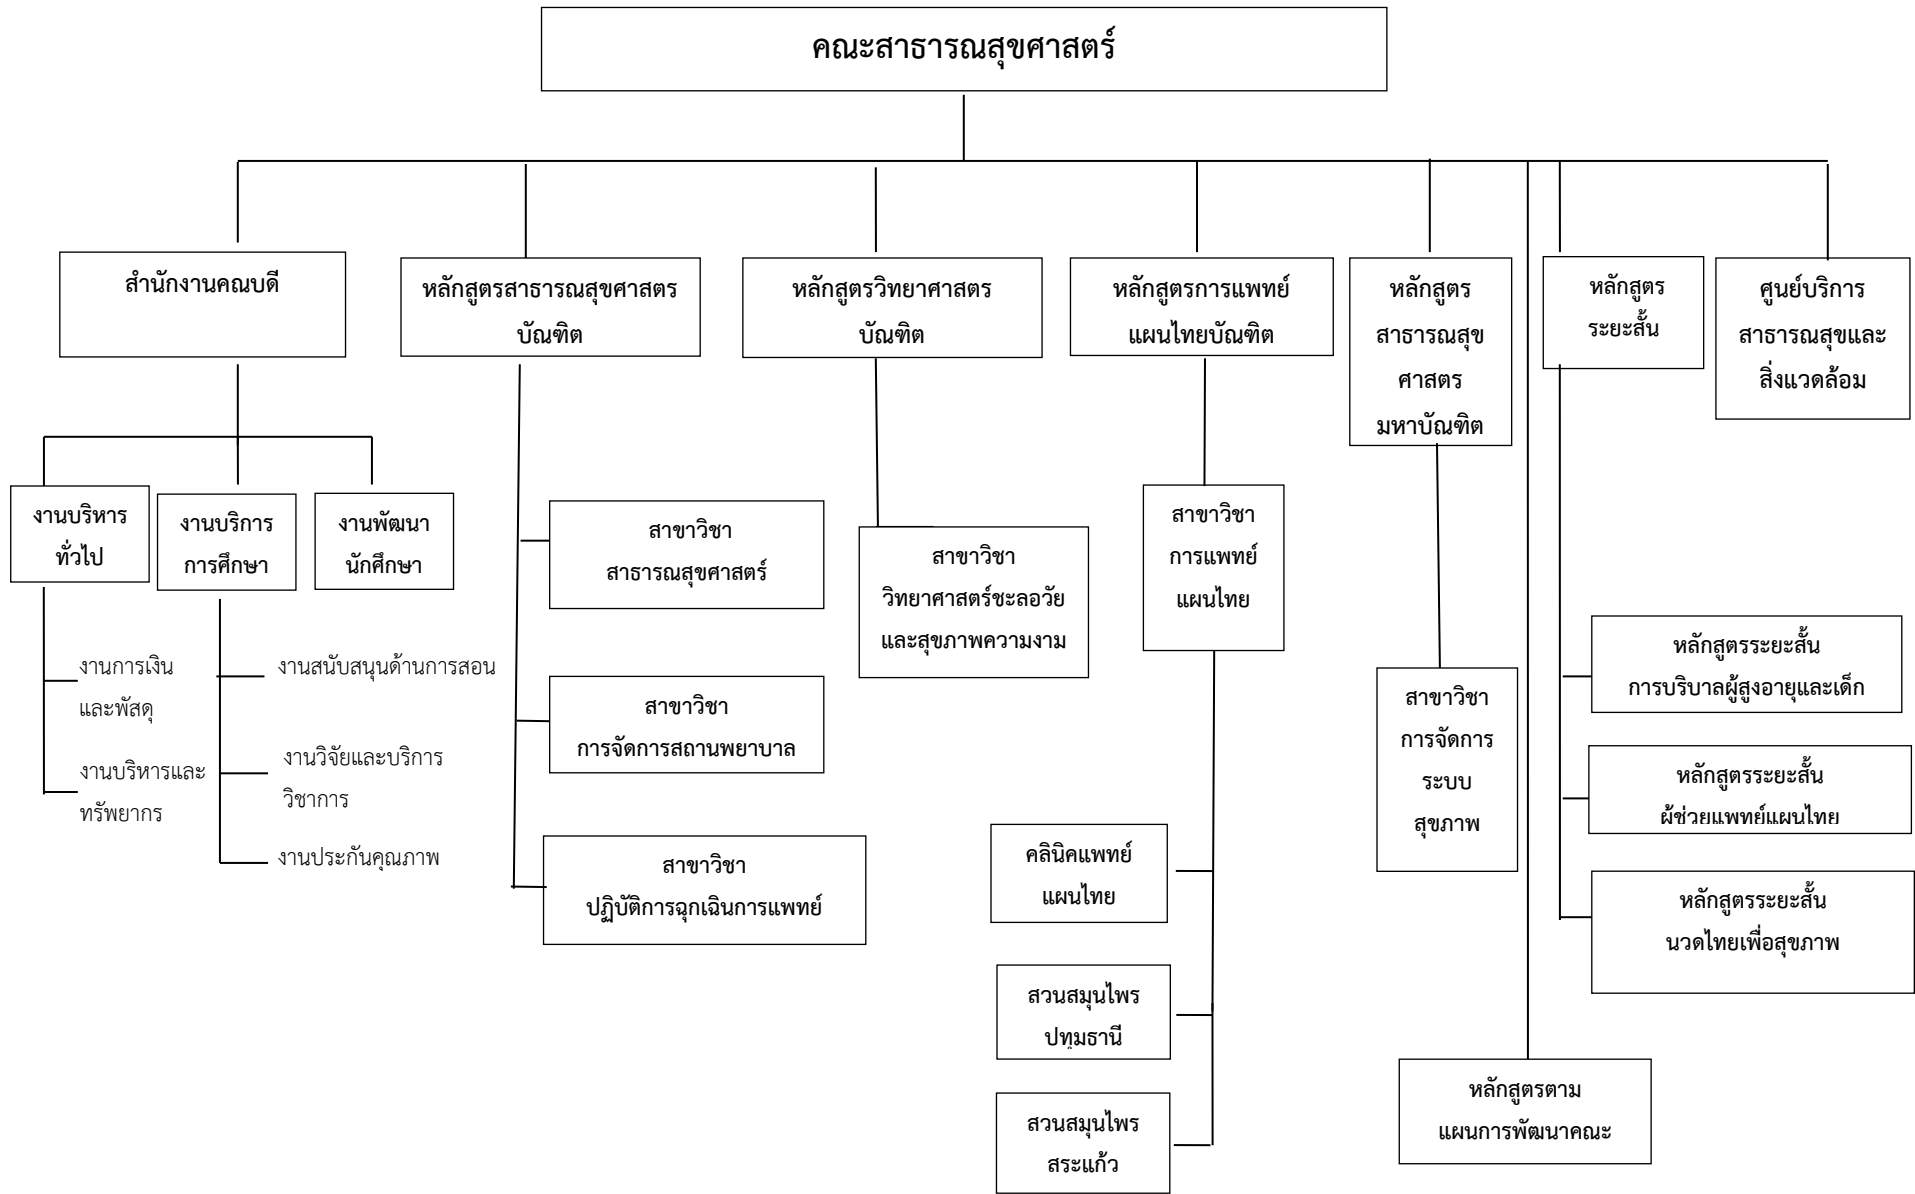 คณะสาธารณสุขศาสตร์
สำนักงานคณบดี
หลักสูตรสาธารณสุขศาสตร
บัณฑิต
หลักสูตรวิทยาศาสตร
บัณฑิต
หลักสูตรการแพทย์
แผนไทยบัณฑิต
หลักสูตร
สาธารณสุข
ศาสตร
มหาบัณฑิต
หลักสูตร
ระยะสั้น
ศูนย์บริการ
สาธารณสุขและ
สิ่งแวดล้อม
งานบริหาร
ทั่วไป
งานบริการ
การศึกษา
งานพัฒนา
นักศึกษา
งานการเงิน
และพัสดุ
งานบริหารและ
ทรัพยากร
งานสนับสนุนด้านการสอน
งานวิจัยและบริการ
วิชาการ
งานประกันคุณภาพ
สาขาวิชา
สาธารณสุขศาสตร์
สาขาวิชา
การจัดการสถานพยาบาล
สาขาวิชา
ปฏิบัติการฉุกเฉินการแพทย์
สาขาวิชา
วิทยาศาสตร์ชะลอวัย
และสุขภาพความงาม
สาขาวิชา
การแพทย์
แผนไทย
คลินิคแพทย์
แผนไทย
สวนสมุนไพร
ปทุมธานี
สวนสมุนไพร
สระแก้ว
สาขาวิชา
การจัดการ
ระบบ
สุขภาพ
หลักสูตรระยะสั้น
การบริบาลผู้สูงอายุและเด็ก
หลักสูตรระยะสั้น
ผู้ช่วยแพทย์แผนไทย
หลักสูตรระยะสั้น
นวดไทยเพื่อสุขภาพ
หลักสูตรตาม
แผนการพัฒนาคณะ